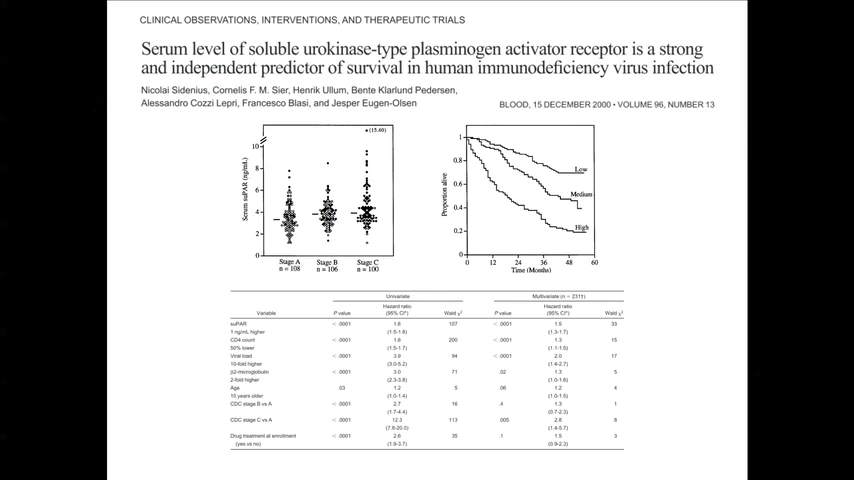 CLINICAL OBSERVATIONS, INTERVENTIONS, AND THERAPEUTIC TRIALS
Serum level of soluble urokinase-type plasminogen activator receptor is a strong
and independent predictor of survival in human immunodeficiency virus infection
Nicolai Sidenius, Cornelis F. M. Sier, Henrik Ullum, Bente Klarlund Pedersen,
Alessandro Cozzi Lepri, Francesco Blasi, and Jesper Eugen-Olsen
BLOOD, 15 DECEMBER 2000 • VOLUME 96, NUMBER 13
Serum suPAR (ng/mL)
10
8
6
4
2
0
(15.60)
Stage A Stage B Stage C
n = 108 n = 106 n = 100
Proportion alive
1
0.8
0.6
0.4
0.2
0
Low
Medium
High
0 12 24 36 48 60
Time (Months)
Univariate Multivariate (n = 231†)
Hazard ratio Hazard ratio
Variable P value (95% CI*) Wald χ² P value (95% CI*) Wald χ²
suPAR < .0001 1.6 107 < .0001 1.5 33
1 ng/mL higher (1.5-1.8) (1.3-1.7)
CD4 count < .0001 1.6 200 < .0001 1.3 15
50% lower (1.5-1.7) (1.1-1.5)
Viral load < .0001 3.9 94 < .0001 2.0 17
10-fold higher (3.0-5.2) (1.4-2.7)
β2-microglobulin < .0001 3.0 71 .02 1.3 5
2-fold higher (2.3-3.8) (1.0-1.8)
Age .03 1.2 5 .06 1.2 4
10 years older (1.0-1.4) (1.0-1.5)
CDC stage B vs A < .0001 2.7 16 .4 1.3 1
(1.7-4.4) (0.7-2.3)
CDC stage C vs A < .0001 12.3 113 .005 2.8 8
(7.8-20.0) (1.4-5.7)
Drug treatment at enrollment < .0001 2.6 35 .1 1.5 3
(yes vs no) (1.9-3.7) (0.9-2.3)